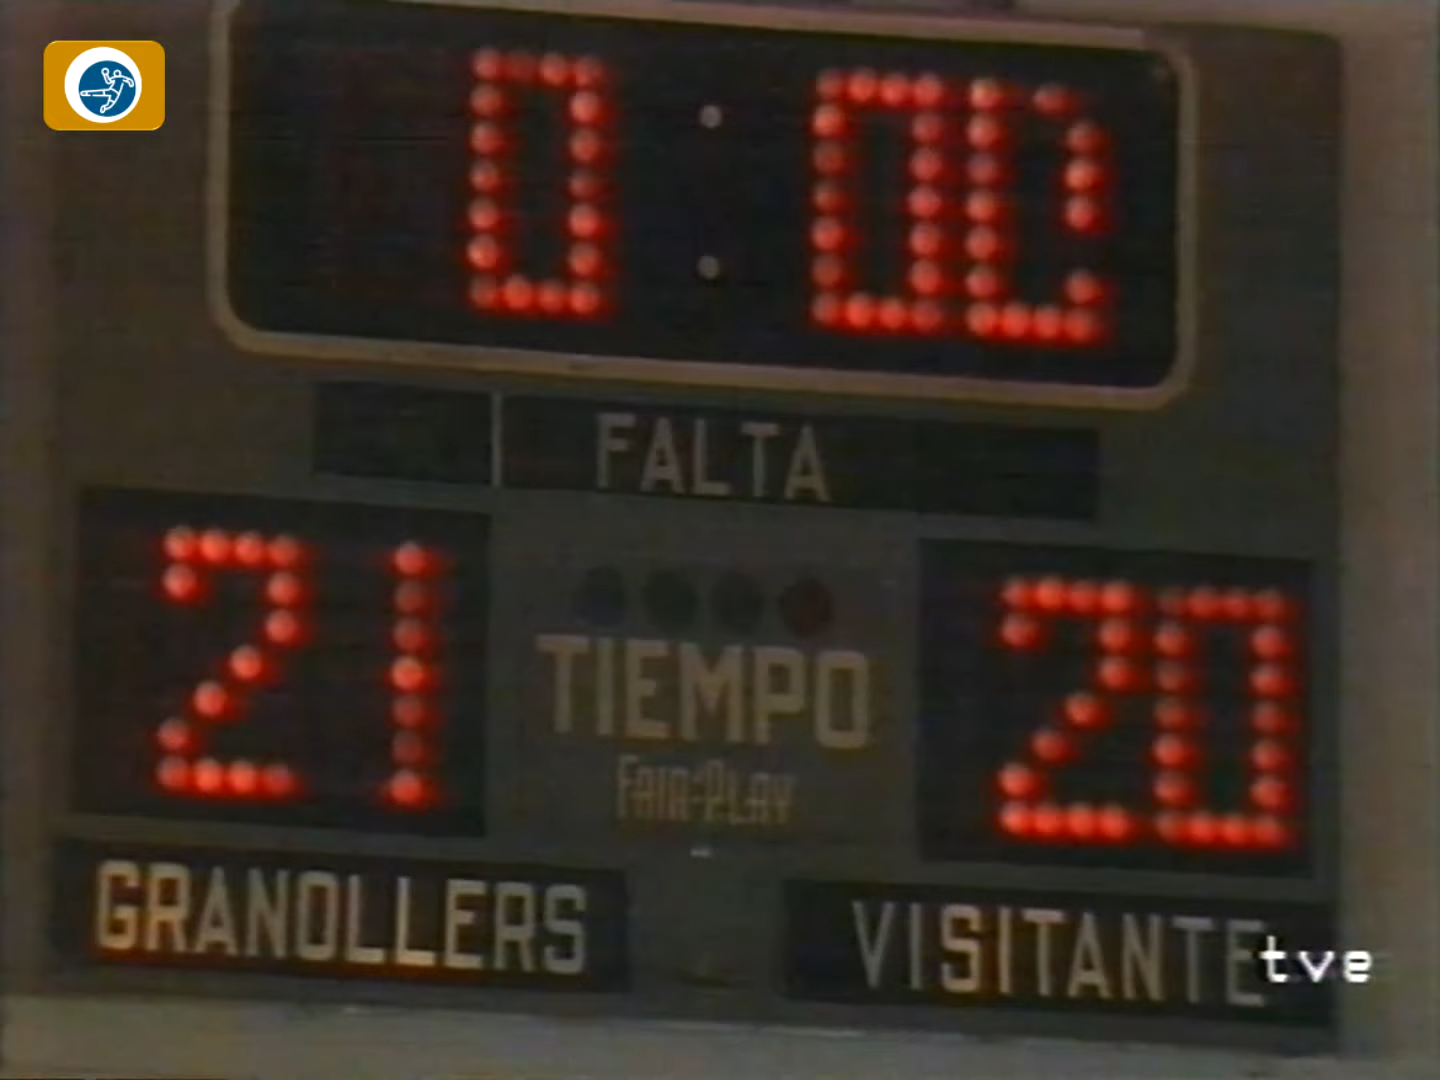 0:00
FALTA
21 20
TIEMPO
FAIR-PLAY
GRANOLLERS VISITANTE
tve